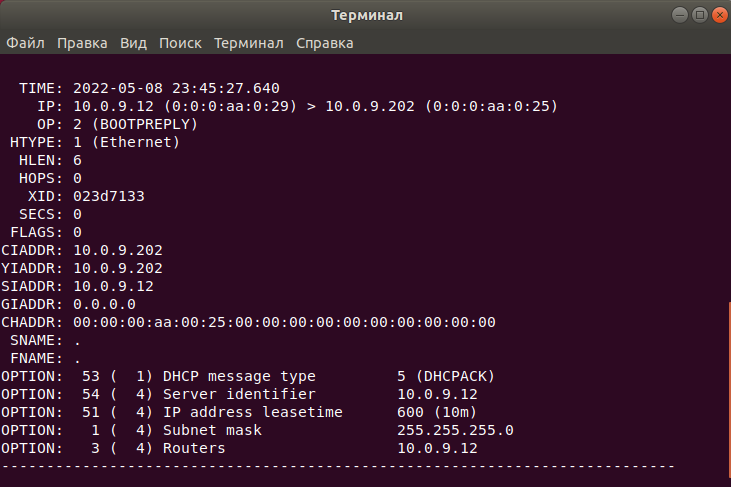 Терминал
Файл Правка Вид Поиск Терминал Справка
TIME: 2022-05-08 23:45:27.640
IP: 10.0.9.12 (0:0:0:aa:0:29) > 10.0.9.202 (0:0:0:aa:0:25)
OP: 2 (BOOTPREPLY)
HTYPE: 1 (Ethernet)
HLEN: 6
HOPS: 0
XID: 023d7133
SECS: 0
FLAGS: 0
CIADDR: 10.0.9.202
YIADDR: 10.0.9.202
SIADDR: 10.0.9.12
GIADDR: 0.0.0.0
CHADDR: 00:00:00:aa:00:25:00:00:00:00:00:00:00:00:00:00
SNAME: .
FNAME: .
OPTION:  53 (  1) DHCP message type         5 (DHCPACK)
OPTION:  54 (  4) Server identifier         10.0.9.12
OPTION:  51 (  4) IP address leasetime      600 (10m)
OPTION:   1 (  4) Subnet mask               255.255.255.0
OPTION:   3 (  4) Routers                   10.0.9.12
---------------------------------------------------------------------------